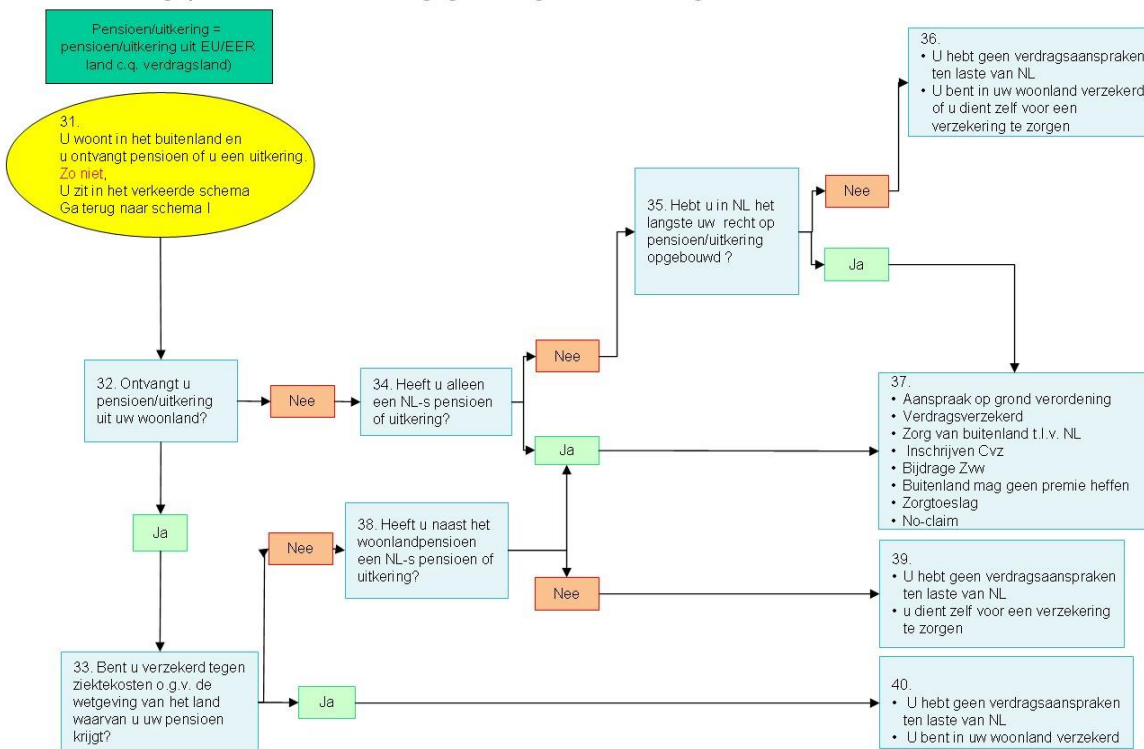 Pensioen/uitkering =
pensioen/uitkering uit EU/EER
land c.q. verdragsland)
31.
U woont in het buitenland en
u ontvangt pensioen of u een uitkering.
Zo niet,
U zit in het verkeerde schema
Ga terug naar schema I
32. Ontvangt u
pensioen/uitkering
uit uw woonland?
Nee
34. Heeft u alleen
een NL-s pensioen
of uitkering?
Nee
Ja
35. Hebt u in NL het
langste uw recht op
pensioen/uitkering
opgebouwd ?
Nee
Ja
36.
• U hebt geen verdragsaanspraken
ten laste van NL
• U bent in uw woonland verzekerd
of u dient zelf voor een
verzekering te zorgen
37.
• Aanspraak op grond verordening
• Verdragsverzekerd
• Zorg van buitenland t.l.v. NL
• Inschrijven Cvz
• Bijdrage Zvw
• Buitenland mag geen premie heffen
• Zorgtoeslag
• No-claim
Ja
33. Bent u verzekerd tegen
ziektekosten o.g.v. de
wetgeving van het land
waarvan u uw pensioen
krijgt?
Nee
38. Heeft u naast het
woonlandpensioen
een NL-s pensioen of
uitkering?
Nee
39.
• U hebt geen verdragsaanspraken
ten laste van NL
• u dient zelf voor een verzekering
te zorgen
Ja
40.
• U hebt geen verdragsaanspraken
ten laste van NL
• U bent in uw woonland verzekerd